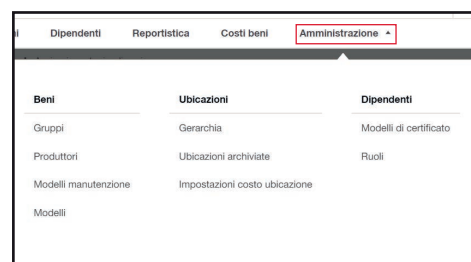 Dipendenti Reportistica Costi beni Amministrazione
Beni Ubicazioni Dipendenti
Gruppi Gerarchia Modelli di certificato
Produttori Ubicazioni archiviate Ruoli
Modelli manutenzione Impostazioni costo ubicazione
Modelli